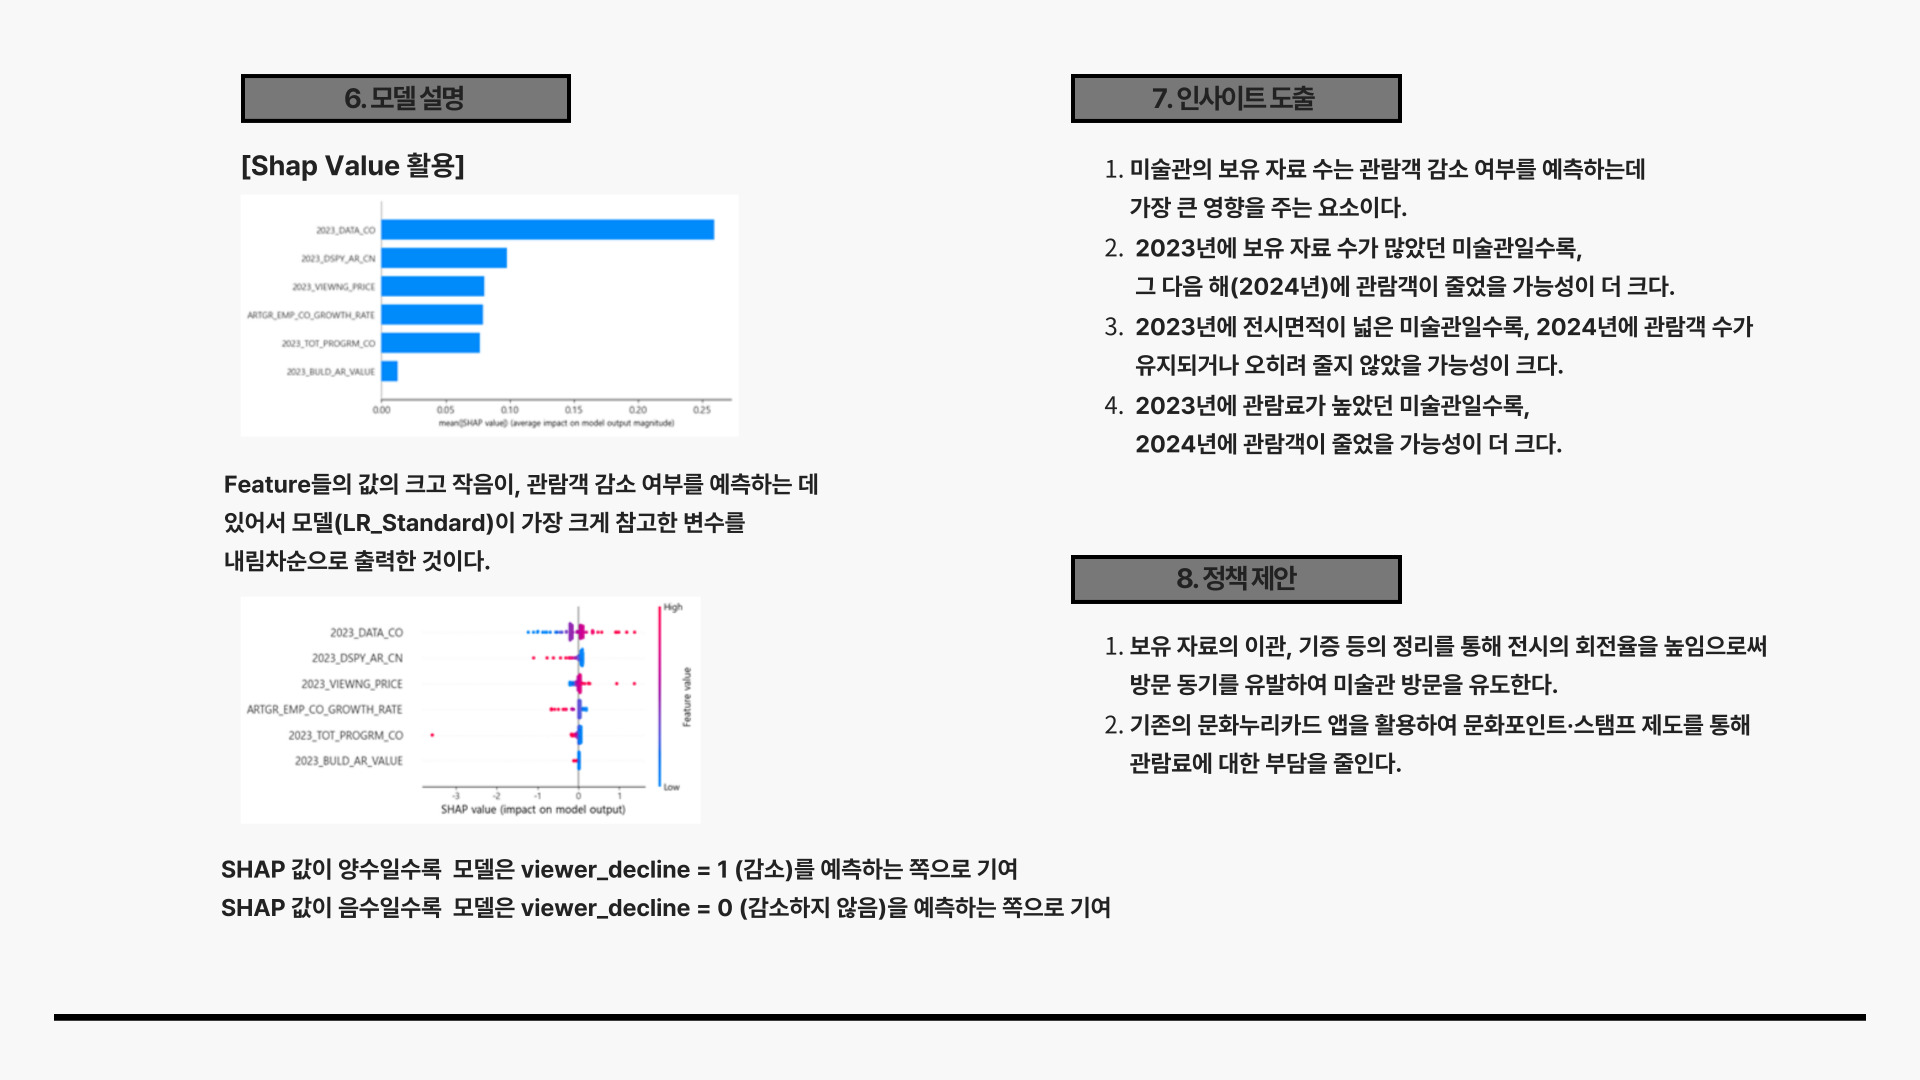 6. 모델 설명
[Shap Value 활용]
2023_DATA_CO
2023_DSPY_AR_CN
2023_VIEWNG_PRICE
ARTGR_EMP_CO_GROWTH_RATE
2023_TOT_PROGRM_CO
2023_BULD_AR_VALUE
0.00 0.05 0.10 0.15 0.20 0.25
mean(|SHAP value|) (average impact on model output magnitude)
Feature들의 값의 크고 작음이, 관람객 감소 여부를 예측하는 데
있어서 모델(LR_Standard)이 가장 크게 참고한 변수를
내림차순으로 출력한 것이다.
High
2023_DATA_CO
2023_DSPY_AR_CN
2023_VIEWNG_PRICE
ARTGR_EMP_CO_GROWTH_RATE
2023_TOT_PROGRM_CO
2023_BULD_AR_VALUE
Feature value
Low
-3 -2 -1 0 1
SHAP value (impact on model output)
SHAP 값이 양수일수록 모델은 viewer_decline = 1 (감소)를 예측하는 쪽으로 기여
SHAP 값이 음수일수록 모델은 viewer_decline = 0 (감소하지 않음)을 예측하는 쪽으로 기여
7. 인사이트 도출
1. 미술관의 보유 자료 수는 관람객 감소 여부를 예측하는데
가장 큰 영향을 주는 요소이다.
2. 2023년에 보유 자료 수가 많았던 미술관일수록,
그 다음 해(2024년)에 관람객이 줄었을 가능성이 더 크다.
3. 2023년에 전시면적이 넓은 미술관일수록, 2024년에 관람객 수가
유지되거나 오히려 줄지 않았을 가능성이 크다.
4. 2023년에 관람료가 높았던 미술관일수록,
2024년에 관람객이 줄었을 가능성이 더 크다.
8. 정책 제안
1. 보유 자료의 이관, 기증 등의 정리를 통해 전시의 회전율을 높임으로써
방문 동기를 유발하여 미술관 방문을 유도한다.
2. 기존의 문화누리카드 앱을 활용하여 문화포인트·스탬프 제도를 통해
관람료에 대한 부담을 줄인다.